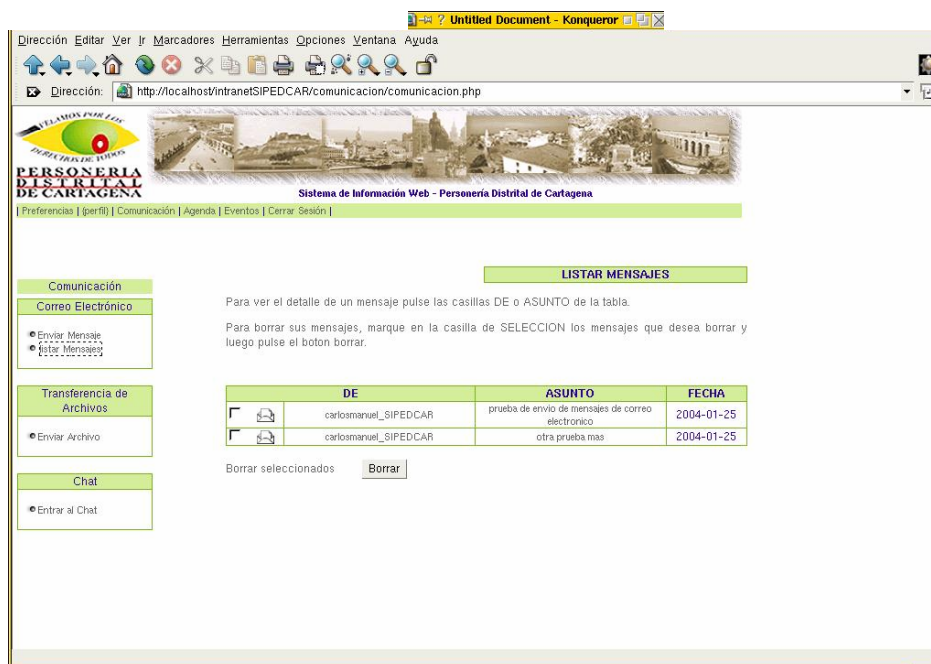 ? Untitled Document - Konqueror
Dirección Editar Ver Ir Marcadores Herramientas Opciones Ventana Ayuda
Dirección: http://localhost/intranetSIPEDCAR/comunicacion/comunicacion.php
VELAMOS POR LOS
DERECHOS DE TODOS
PERSONERIA
DISTRITAL
DE CARTAGENA
Sistema de Información Web - Personería Distrital de Cartagena
| Preferencias | (perfil) | Comunicación | Agenda | Eventos | Cerrar Sesión |
Comunicación
Correo Electrónico
Enviar Mensaje
listar Mensajes
Transferencia de
Archivos
Enviar Archivo
Chat
Entrar al Chat
LISTAR MENSAJES
Para ver el detalle de un mensaje pulse las casillas DE o ASUNTO de la tabla.
Para borrar sus mensajes, marque en la casilla de SELECCION los mensajes que desea borrar y
luego pulse el boton borrar.
DE ASUNTO FECHA
carlosmanuel_SIPEDCAR prueba de envio de mensajes de correo electronico 2004-01-25
carlosmanuel_SIPEDCAR otra prueba mas 2004-01-25
Borrar seleccionados Borrar